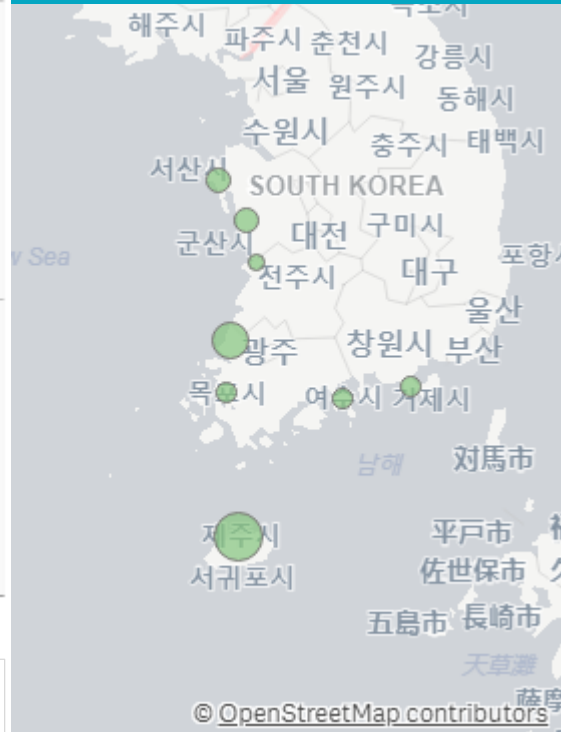 해주시
파주시 춘천시
강릉시
서울
원주시
동해시
수원시
충주시
태백시
서산시
SOUTH KOREA
군산시
대전
구미시
w Sea
포항시
전주시
대구
울산
광주
창원시
부산
목포시
여수시
거제시
남해
対馬市
제주시
平戸市
서귀포시
佐世保市
五島市
長崎市
天草灘
薩摩
© OpenStreetMap contributors